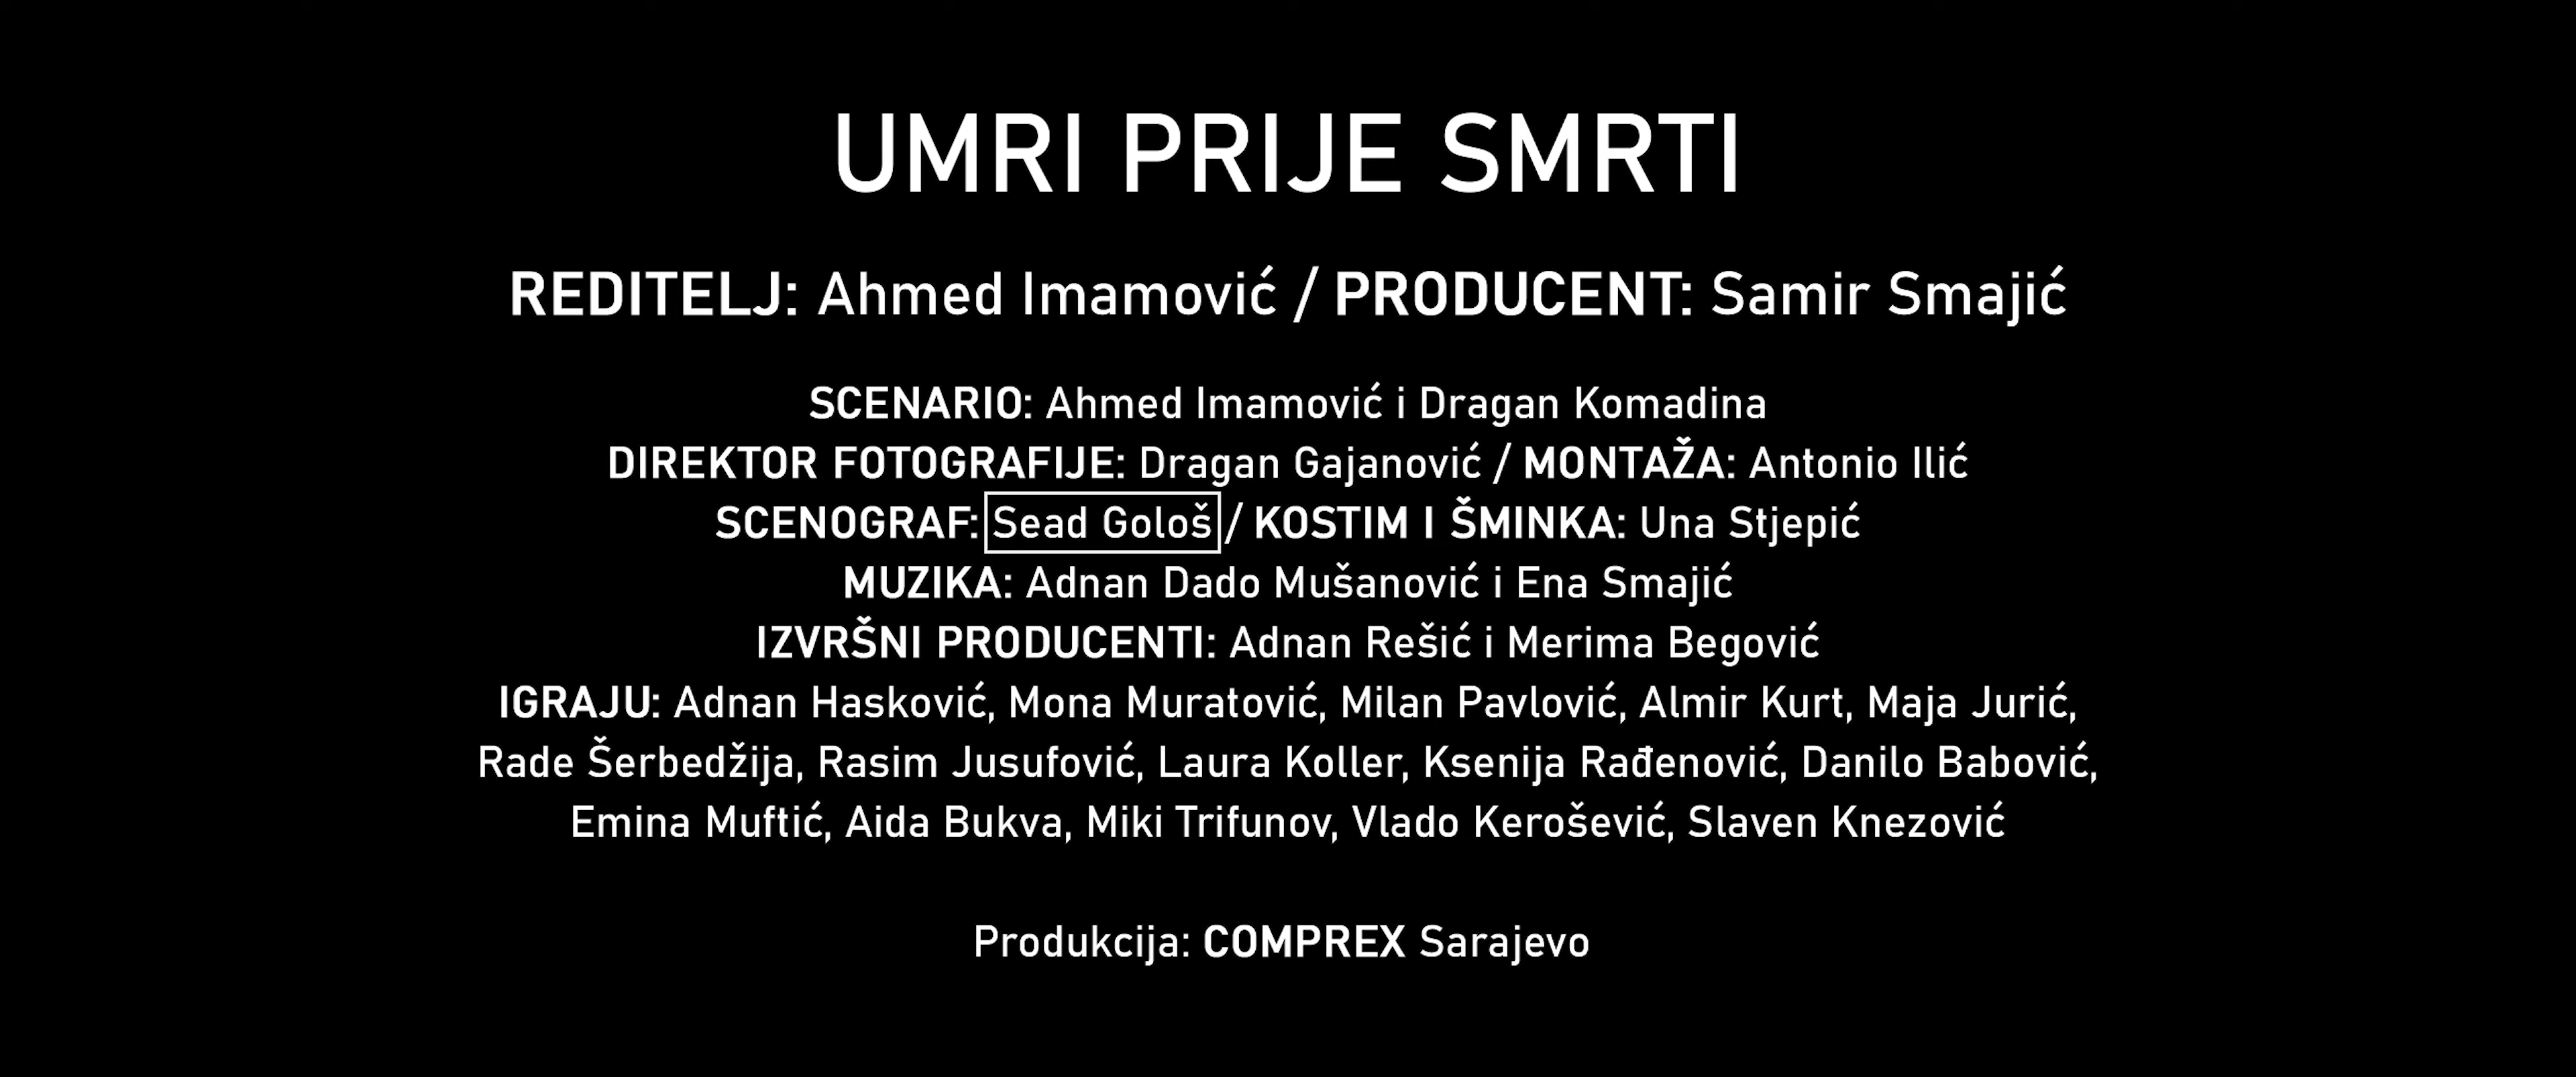 UMRI PRIJE SMRTI
REDITELJ: Ahmed Imamović / PRODUCENT: Samir Smajić
SCENARIO: Ahmed Imamović i Dragan Komadina
DIREKTOR FOTOGRAFIJE: Dragan Gajanović / MONTAŽA: Antonio Ilić
SCENOGRAF: Sead Gološ / KOSTIM I ŠMINKA: Una Stjepić
MUZIKA: Adnan Dado Mušanović i Ena Smajić
IZVRŠNI PRODUCENTI: Adnan Rešić i Merima Begović
IGRAJU: Adnan Hasković, Mona Muratović, Milan Pavlović, Almir Kurt, Maja Jurić,
Rade Šerbedžija, Rasim Jusufović, Laura Koller, Ksenija Rađenović, Danilo Babović,
Emina Muftić, Aida Bukva, Miki Trifunov, Vlado Kerošević, Slaven Knezović
Produkcija: COMPREX Sarajevo